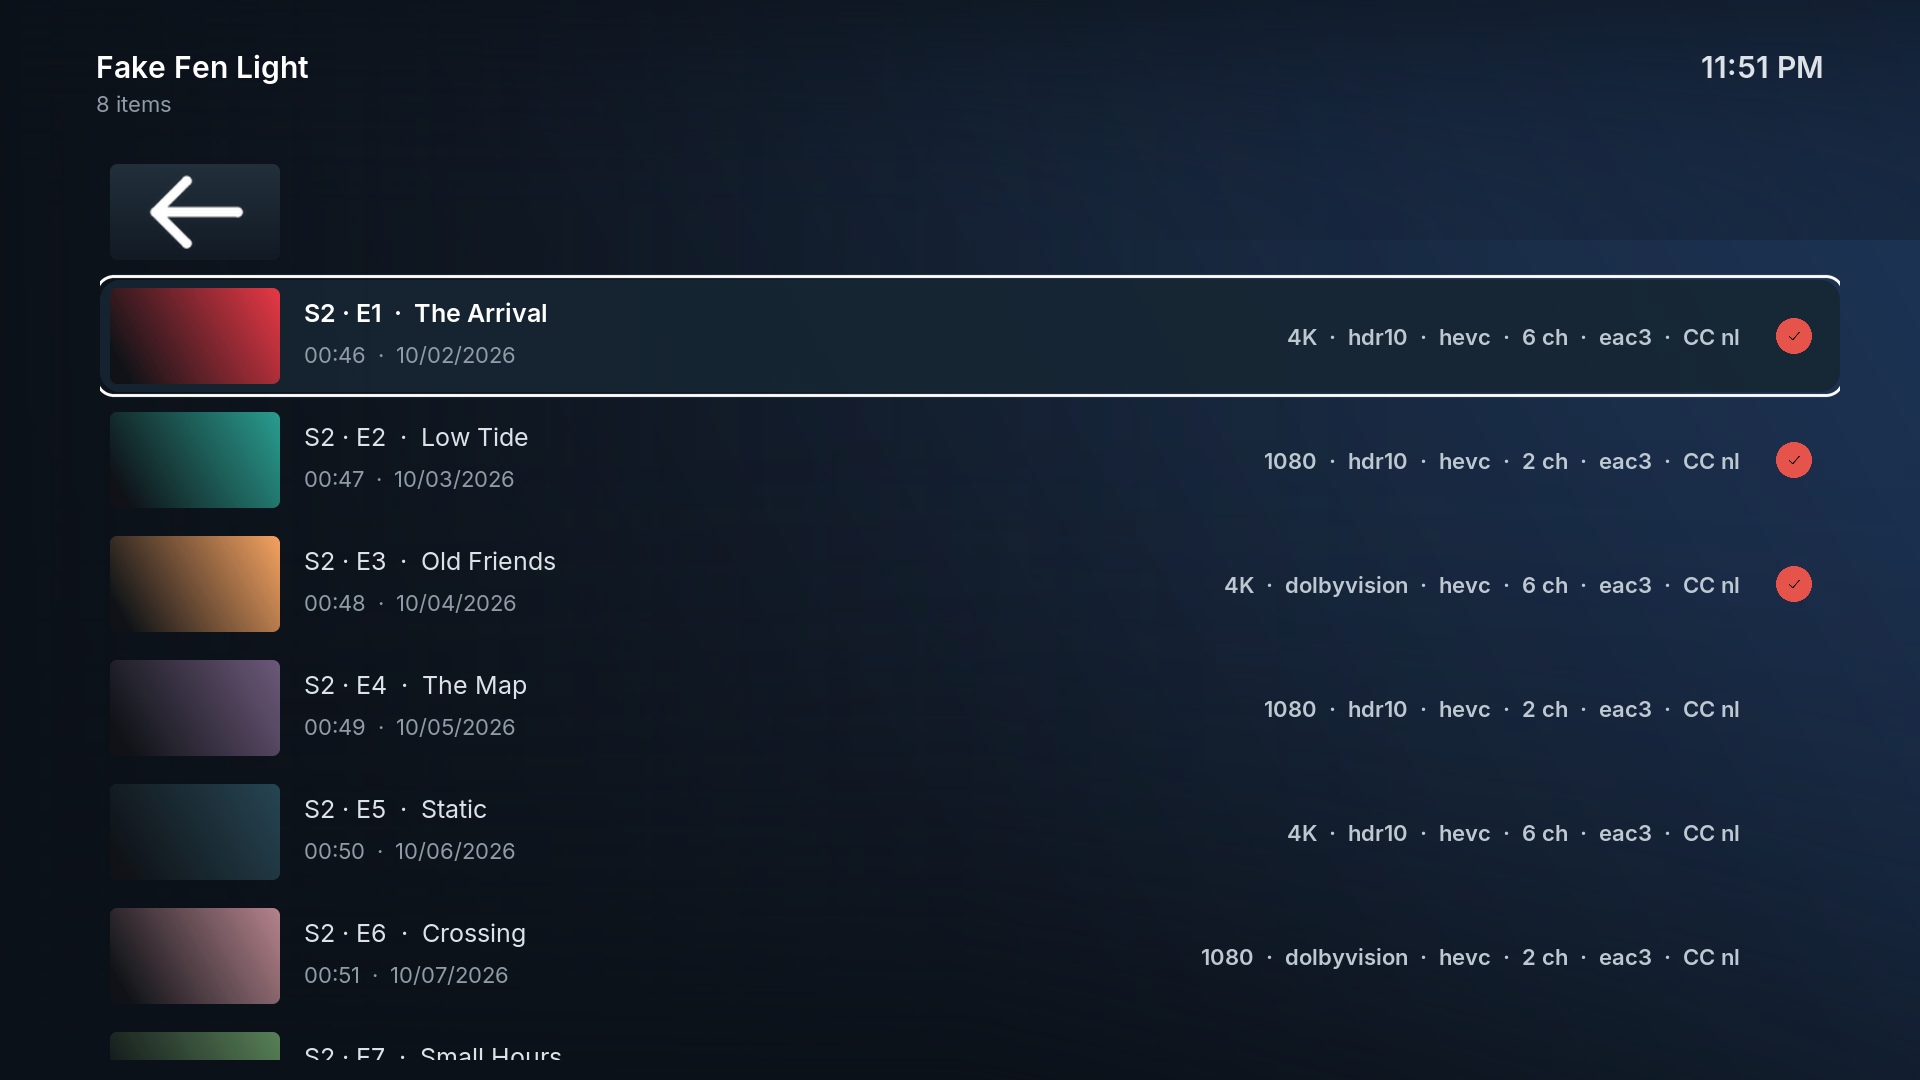 Fake Fen Light
11:51 PM
8 items
S2 · E1 · The Arrival
00:46 · 10/02/2026
4K · hdr10 · hevc · 6 ch · eac3 · CC nl
S2 · E2 · Low Tide
00:47 · 10/03/2026
1080 · hdr10 · hevc · 2 ch · eac3 · CC nl
S2 · E3 · Old Friends
00:48 · 10/04/2026
4K · dolbyvision · hevc · 6 ch · eac3 · CC nl
S2 · E4 · The Map
00:49 · 10/05/2026
1080 · hdr10 · hevc · 2 ch · eac3 · CC nl
S2 · E5 · Static
00:50 · 10/06/2026
4K · hdr10 · hevc · 6 ch · eac3 · CC nl
S2 · E6 · Crossing
00:51 · 10/07/2026
1080 · dolbyvision · hevc · 2 ch · eac3 · CC nl
S2 · E7 · Small Hours